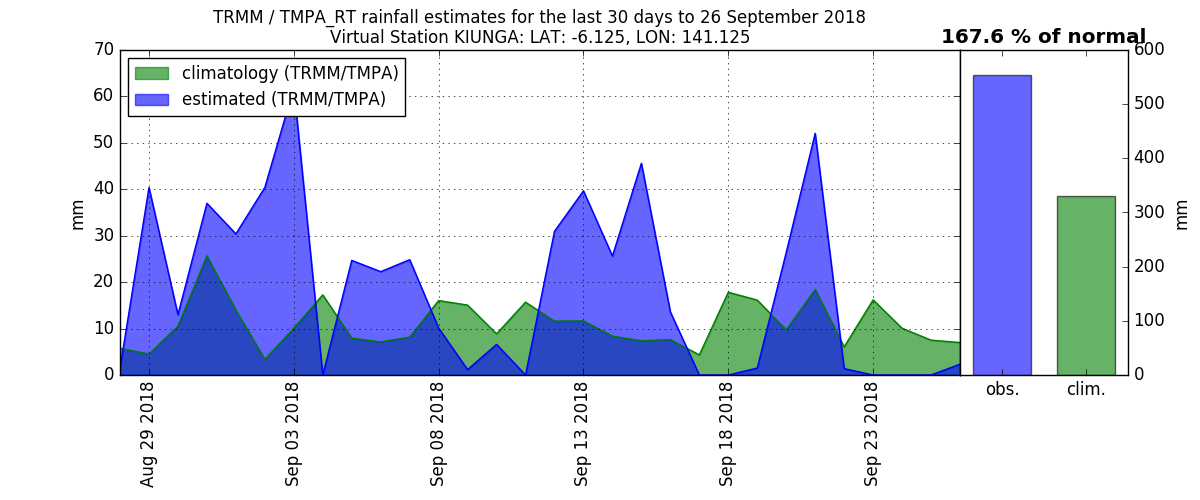 TRMM / TMPA_RT rainfall estimates for the last 30 days to 26 September 2018
Virtual Station KIUNGA: LAT: -6.125, LON: 141.125
167.6 % of normal
climatology (TRMM/TMPA)
estimated (TRMM/TMPA)
70
60
50
40
30
20
10
0
mm
Aug 29 2018
Sep 03 2018
Sep 08 2018
Sep 13 2018
Sep 18 2018
Sep 23 2018
obs.
clim.
600
500
400
300
200
100
0
mm